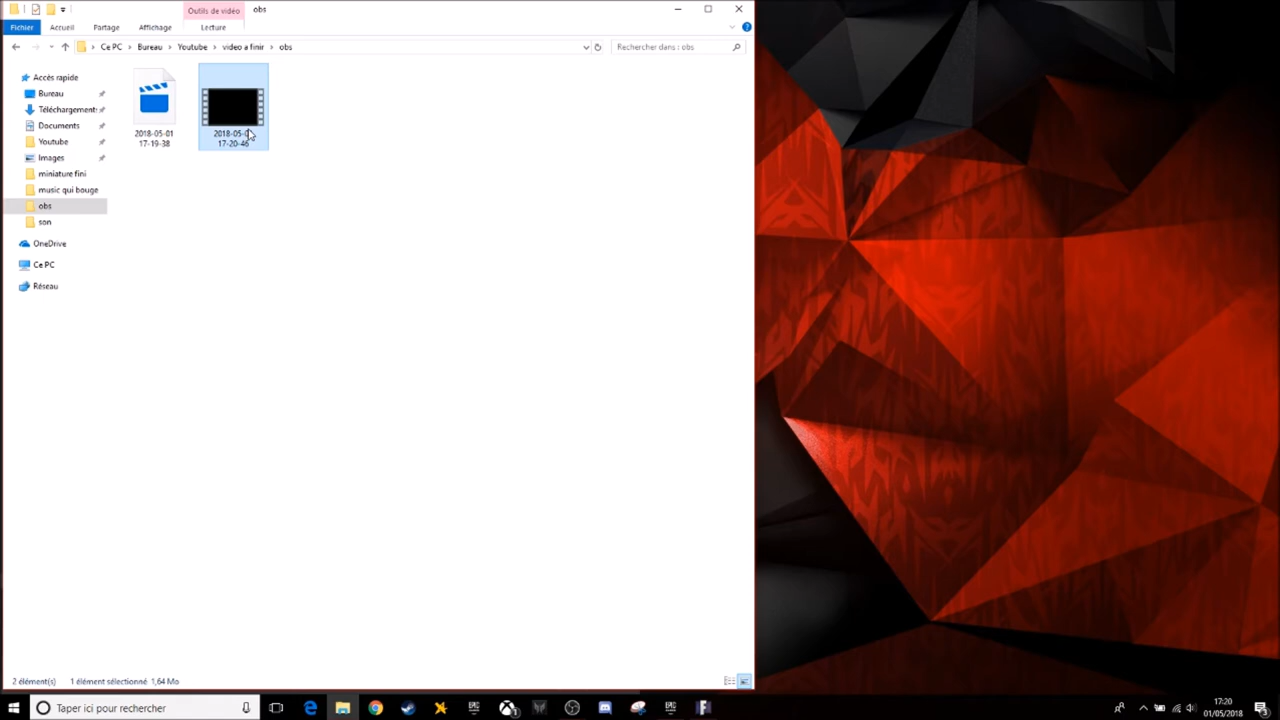 Outils de vidéo obs
Fichier Accueil Partage Affichage Lecture
Ce PC > Bureau > Youtube > video a finir > obs
Rechercher dans : obs
Accès rapide
Bureau
Téléchargement
Documents
Youtube
Images
miniature fini
music qui bouge
obs
son
OneDrive
Ce PC
Réseau
2018-05-01
17-19-38
17-20-46
2 élément(s) 1 élément sélectionné 1,64 Mo
Taper ici pour rechercher
17:20
01/05/2018